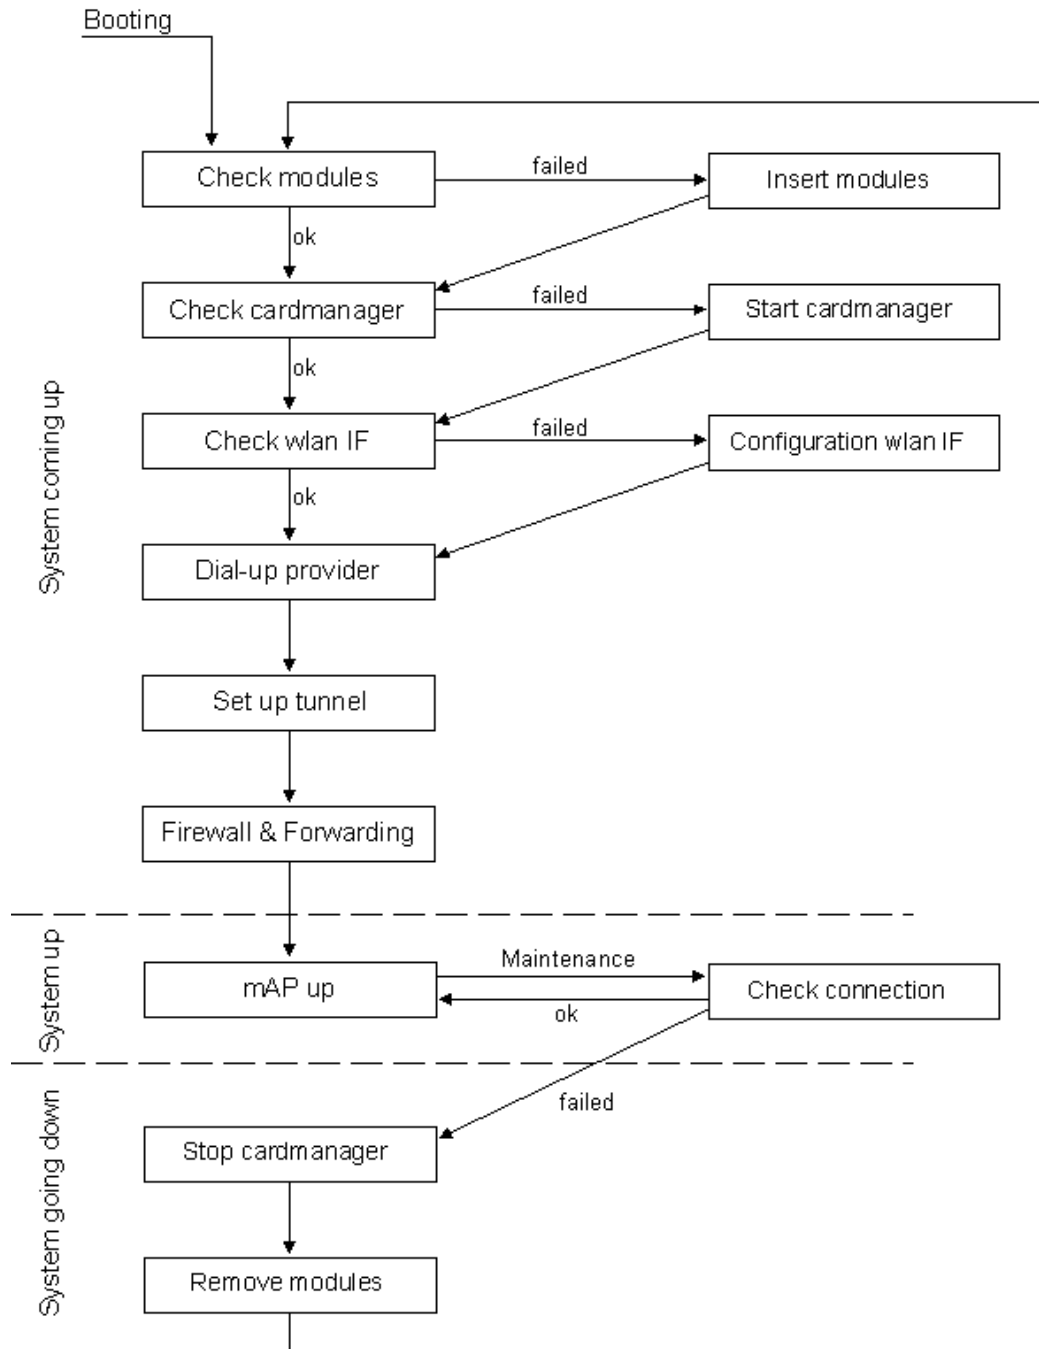 Booting
Check modules
failed
Insert modules
ok
Check cardmanager
failed
Start cardmanager
ok
Check wlan IF
failed
Configuration wlan IF
ok
Dial-up provider
Set up tunnel
Firewall & Forwarding
System coming up
mAP up
Maintenance
ok
Check connection
System up
failed
Stop cardmanager
Remove modules
System going down